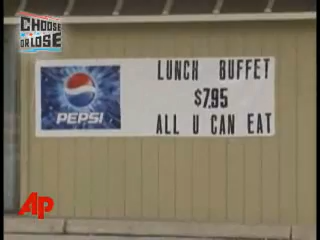 CHOOSE
OR LOSE
LUNCH BUFFET
$7.95
ALL U CAN EAT
PEPSI
AP